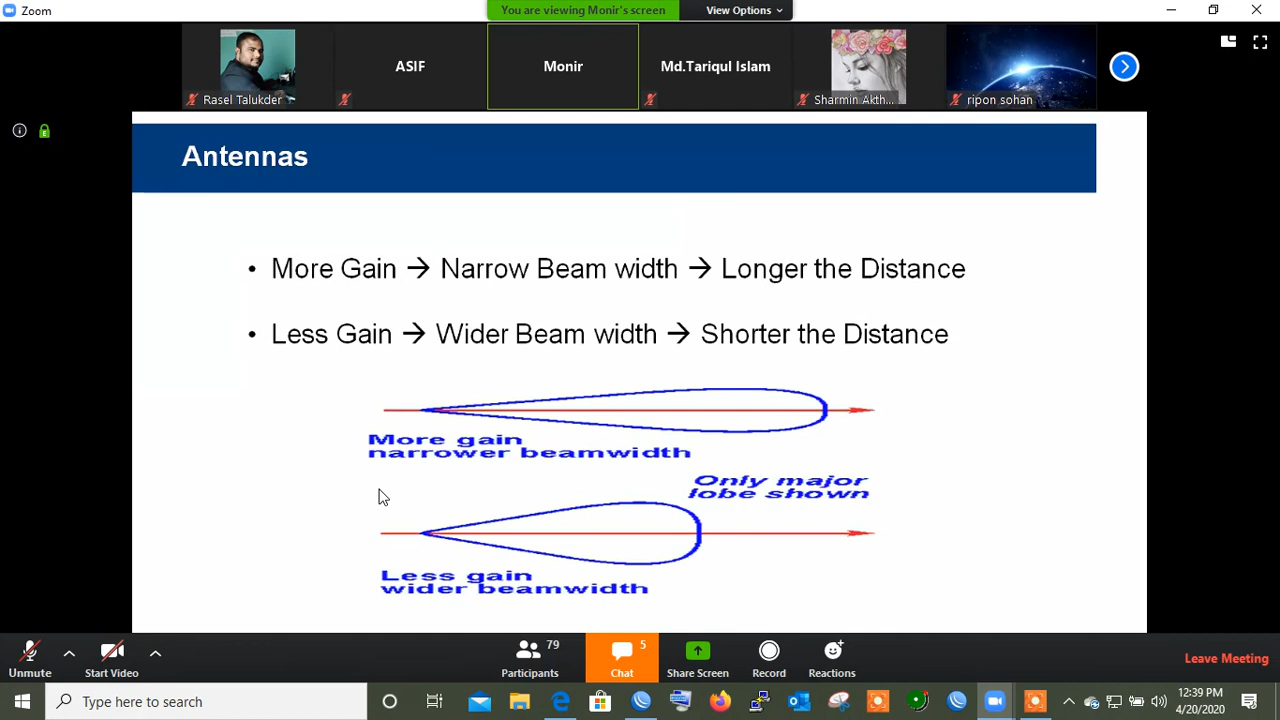 Zoom
You are viewing Monir's screen
View Options
Rasel Talukder
ASIF
Monir
Md.Tariqul Islam
Sharmin Akth...
ripon sohan
Antennas
• More Gain → Narrow Beam width → Longer the Distance
• Less Gain → Wider Beam width → Shorter the Distance
More gain
narrower beamwidth
Only major
lobe shown
Less gain
wider beamwidth
Unmute
Start Video
79
Participants
5
Chat
Share Screen
Record
Reactions
Leave Meeting
Type here to search
12:39 PM
4/20/2020